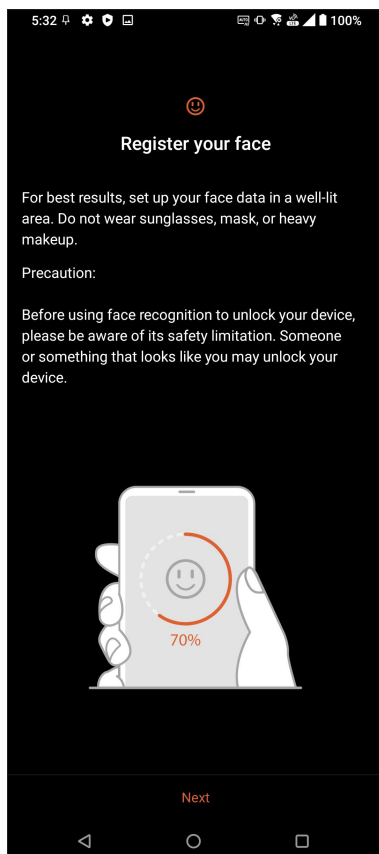 5:32 100%
Register your face
For best results, set up your face data in a well-lit
area. Do not wear sunglasses, mask, or heavy
makeup.
Precaution:
Before using face recognition to unlock your device,
please be aware of its safety limitation. Someone
or something that looks like you may unlock your
device.
70%
Next